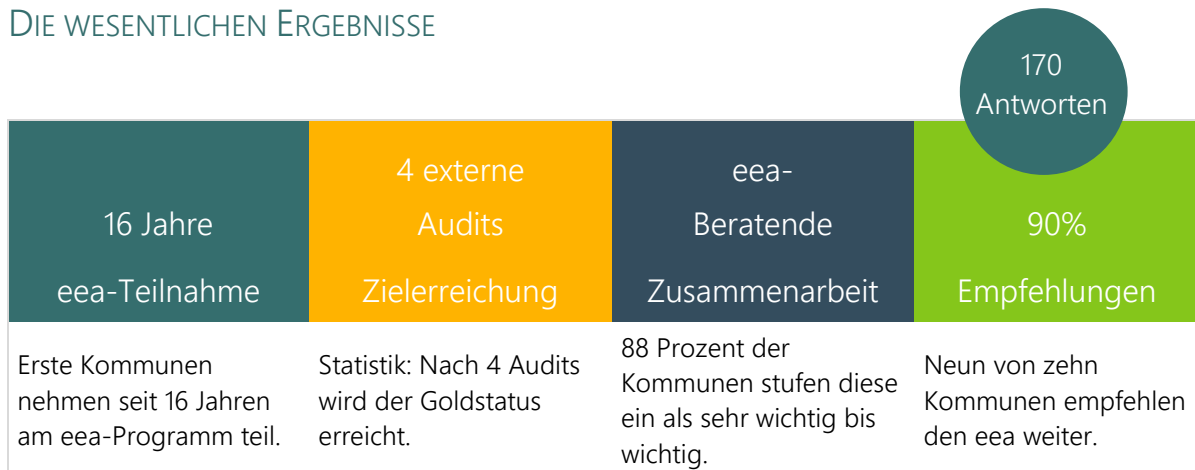 DIE WESENTLICHEN ERGEBNISSE
170
Antworten
16 Jahre
eea-Teilnahme
4 externe
Audits
Zielerreichung
eea-
Beratende
Zusammenarbeit
90%
Empfehlungen
Erste Kommunen
nehmen seit 16 Jahren
am eea-Programm teil.
Statistik: Nach 4 Audits
wird der Goldstatus
erreicht.
88 Prozent der
Kommunen stufen diese
ein als sehr wichtig bis
wichtig.
Neun von zehn
Kommunen empfehlen
den eea weiter.